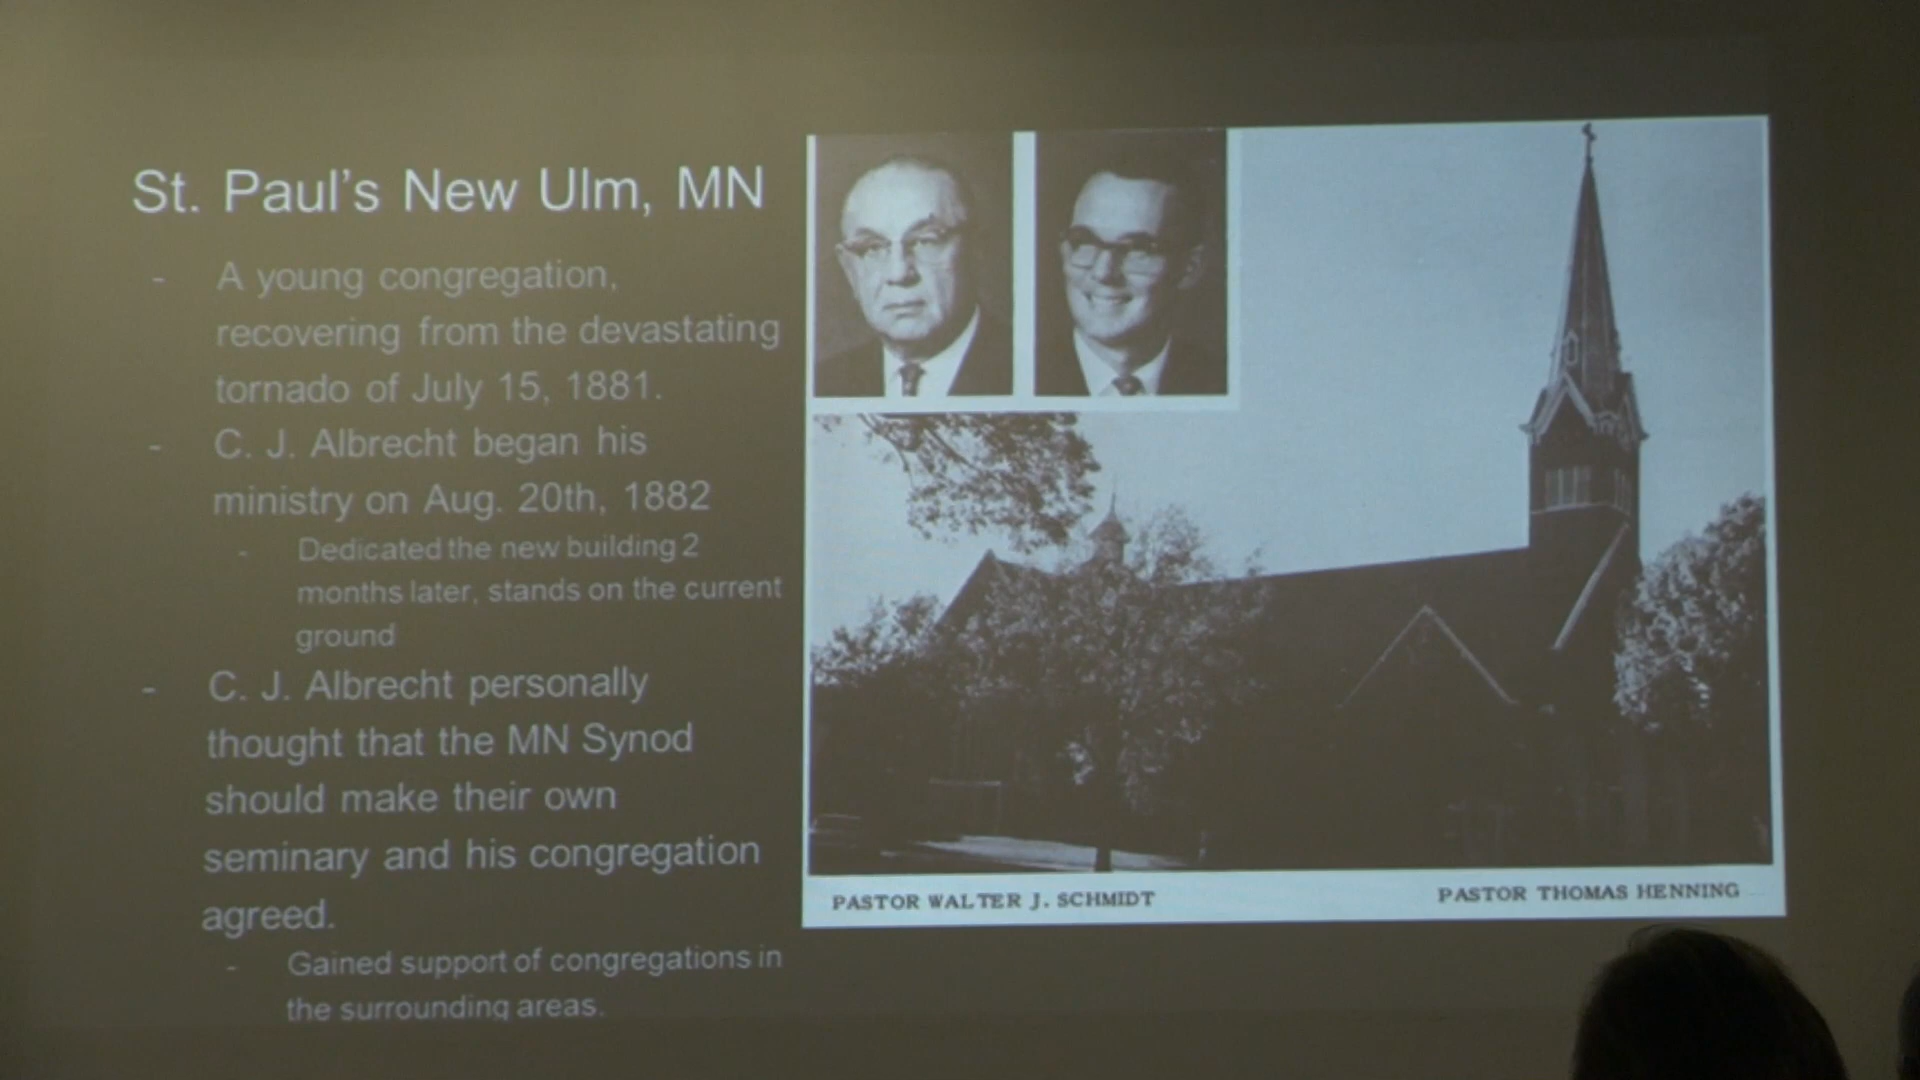 St. Paul's New Ulm, MN
- A young congregation,
recovering from the devastating
tornado of July 15, 1881.
- C. J. Albrecht began his
ministry on Aug. 20th, 1882
- Dedicated the new building 2
months later, stands on the current
ground
- C. J. Albrecht personally
thought that the MN Synod
should make their own
seminary and his congregation
agreed.
- Gained support of congregations in
the surrounding areas.
PASTOR WALTER J. SCHMIDT
PASTOR THOMAS HENNING